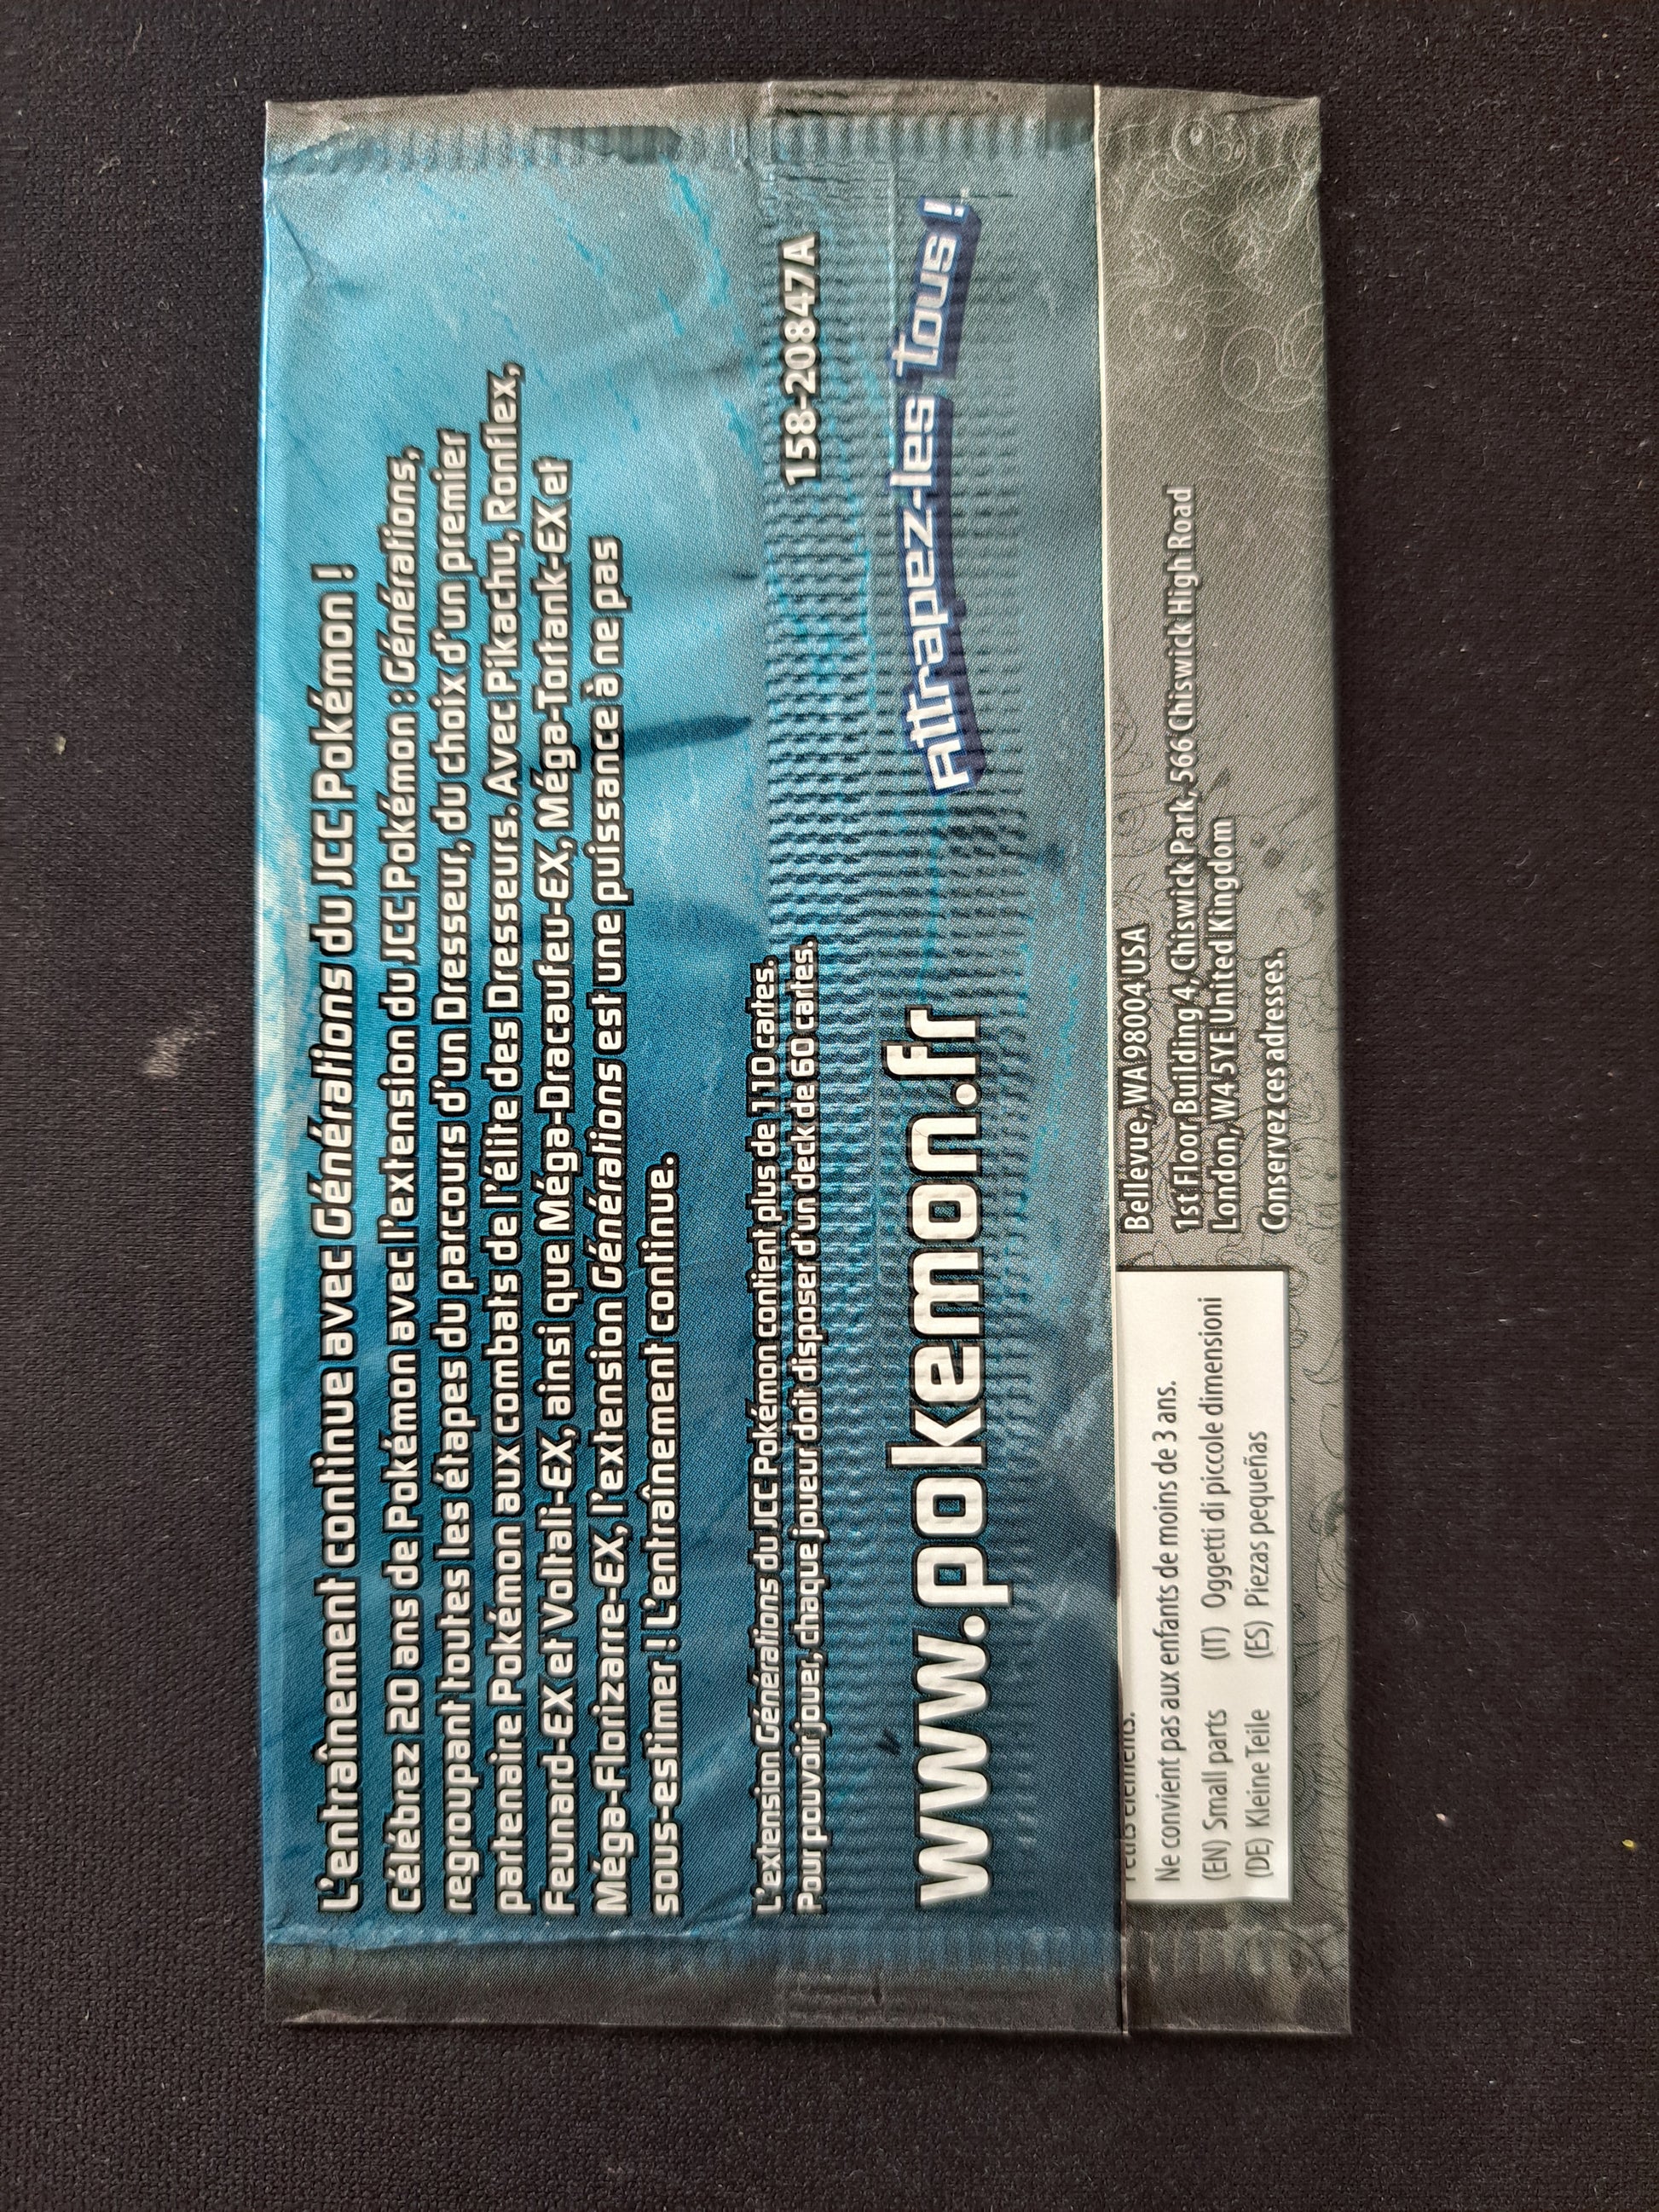 L'entraînement continue avec Générations du JCC Pokémon !
Célébrez 20 ans de Pokémon avec l'extension du JCC Pokémon : Générations,
regroupant toutes les étapes du parcours d'un Dresseur, du choix d'un premier
partenaire Pokémon aux combats de l'élite des Dresseurs. Avec Pikachu, Ronflex,
Feunard-EX et Voltali-EX, ainsi que Méga-Dracaufeu-EX, Méga-Tortank-EX et
Méga-Florizarre-EX, l'extension Générations est une puissance à ne pas
sous-estimer ! L'entraînement continue.
L'extension Générations du JCC Pokémon contient plus de 110 cartes.
Pour pouvoir jouer, chaque joueur doit disposer d'un deck de 60 cartes.
158-20847A
www.pokemon.fr
Attrapez-les Tous !
Ne convient pas aux enfants de moins de 3 ans.
(EN) Small parts (IT) Oggetti di piccole dimensioni
(DE) Kleine Teile (ES) Piezas pequeñas
Bellevue, WA 98004 USA
1st Floor Building 4, Chiswick Park, 566 Chiswick High Road
London, W4 5YE United Kingdom
Conservez ces adresses.